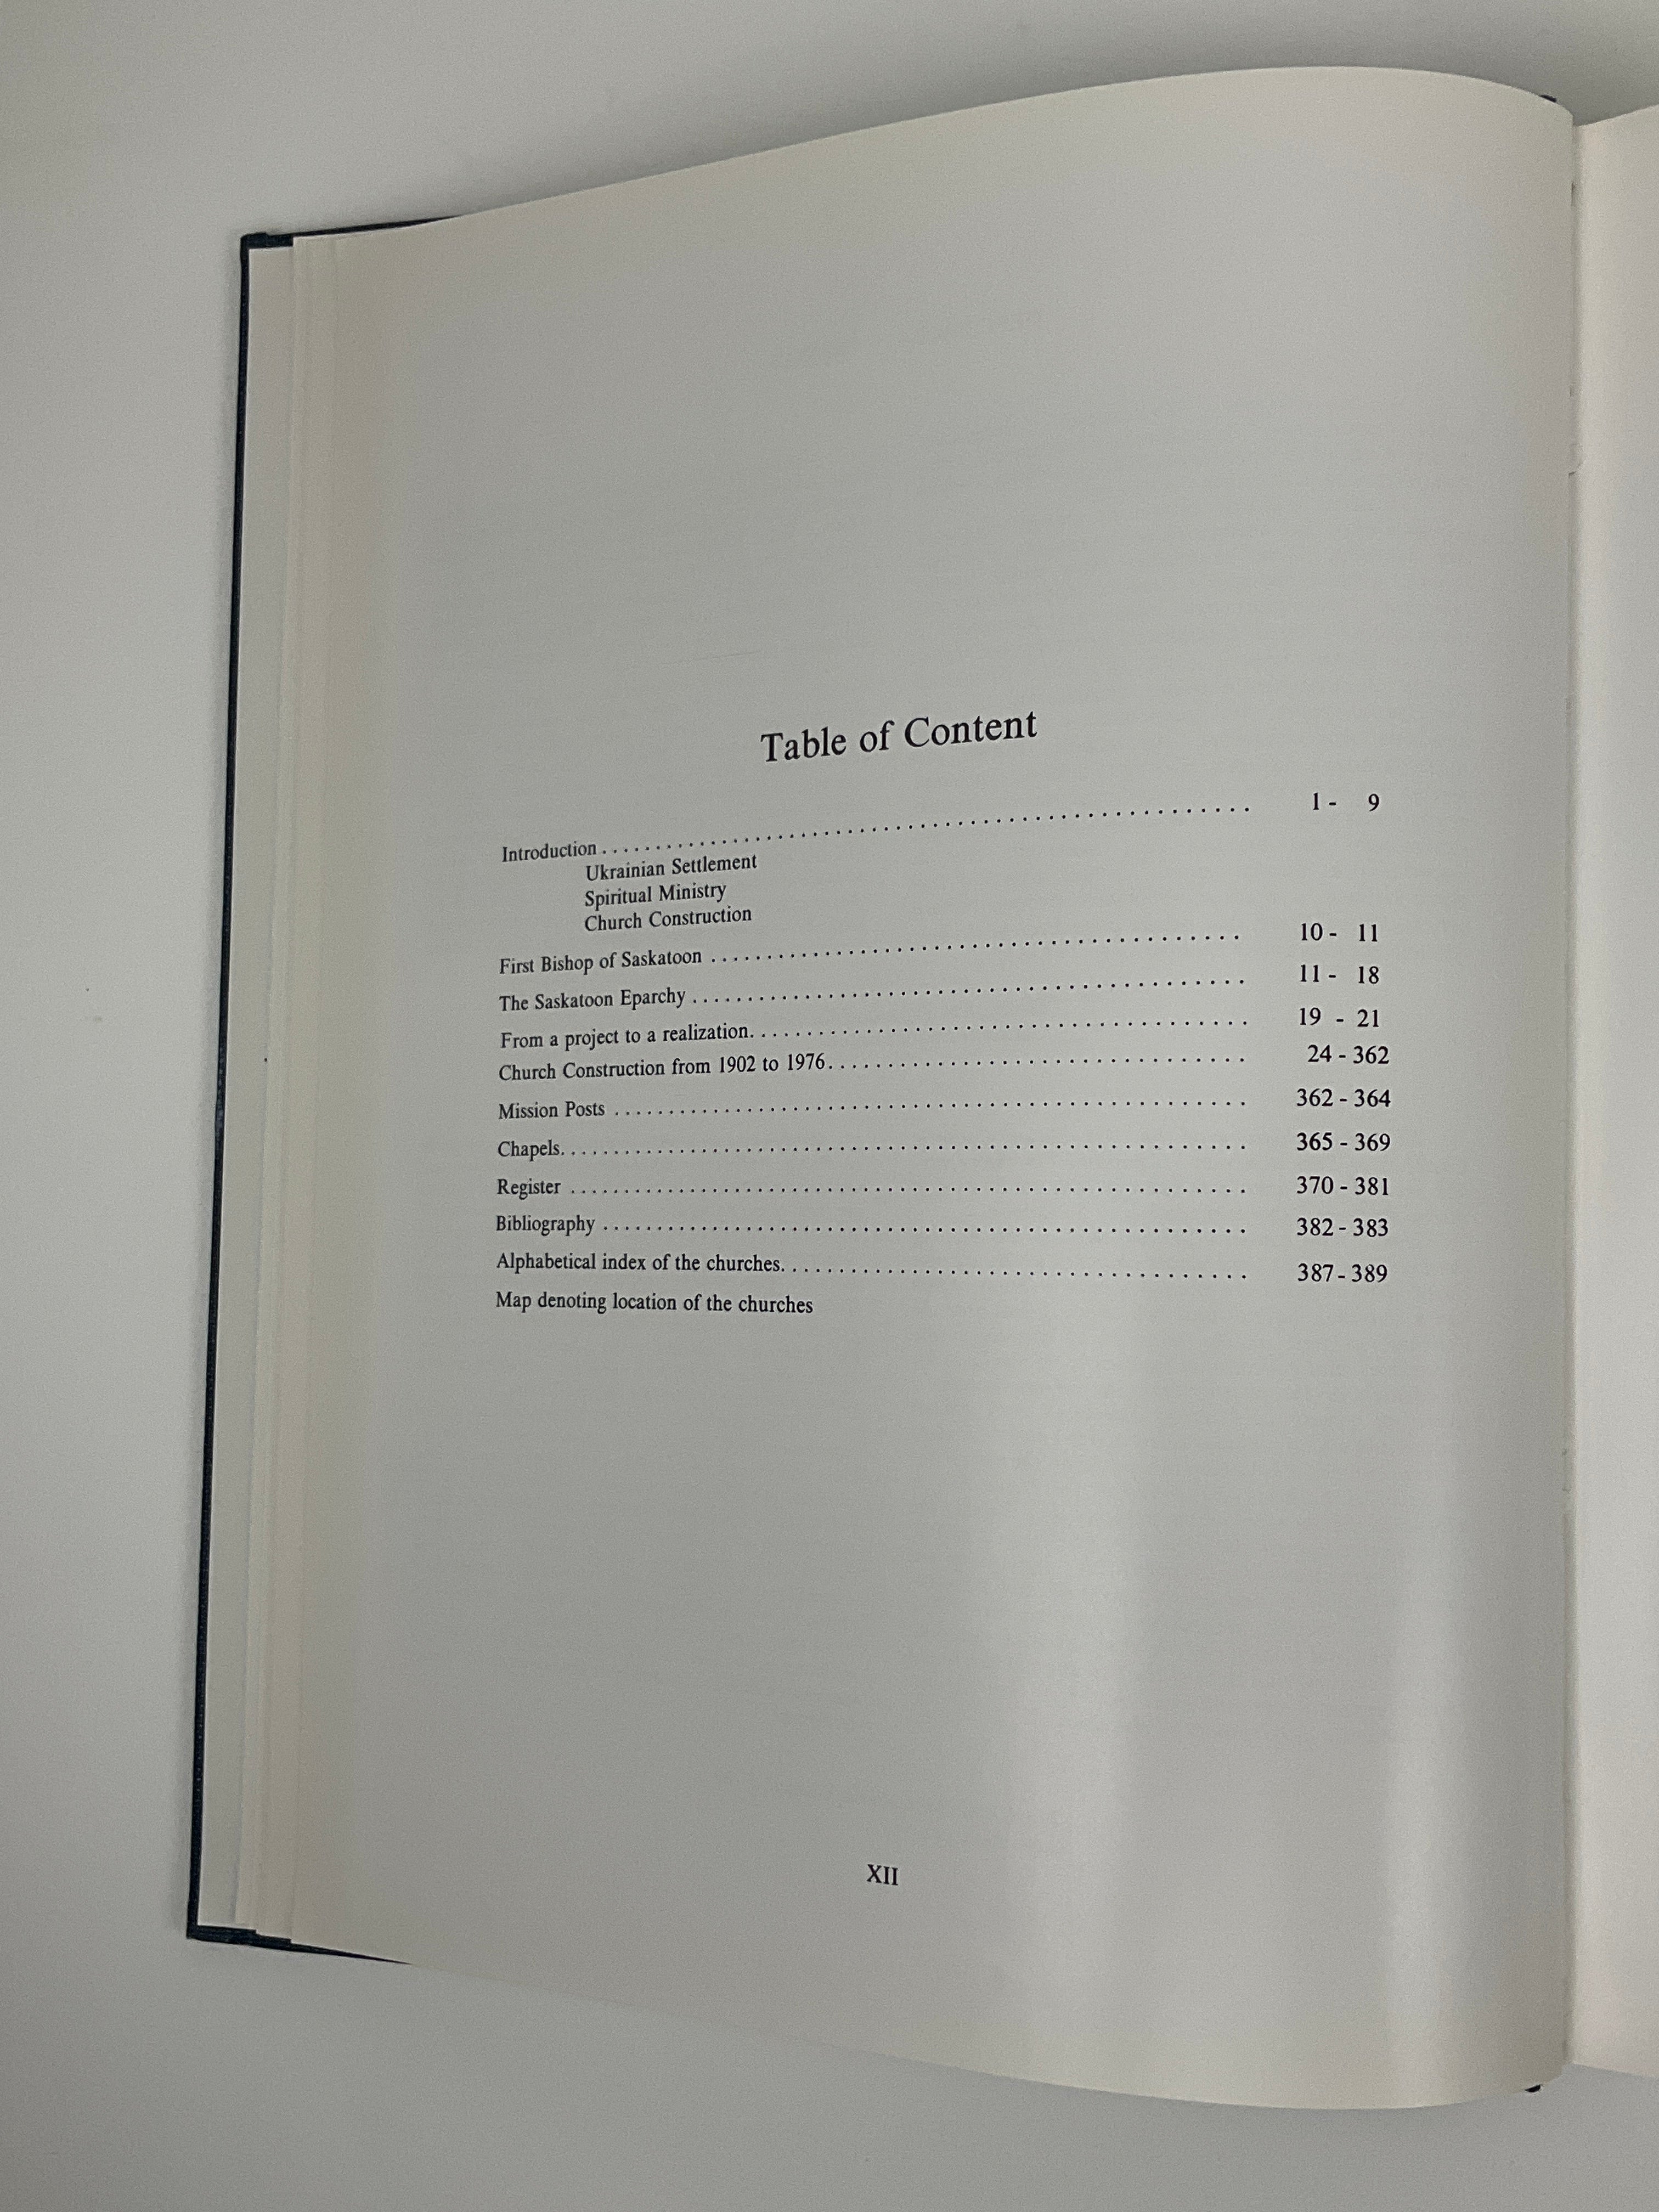 Table of Content
Introduction . . . . . . . . . . . . . . . . . . . . . . . . . . . . . . . . . . . . . . . . . . . . . . . . . . . . . . . 1 - 9
Ukrainian Settlement
Spiritual Ministry
Church Construction
First Bishop of Saskatoon . . . . . . . . . . . . . . . . . . . . . . . . . . . . . . . . . . . . . . . . . . . . 10 - 11
The Saskatoon Eparchy . . . . . . . . . . . . . . . . . . . . . . . . . . . . . . . . . . . . . . . . . . . . . . 11 - 18
From a project to a realization. . . . . . . . . . . . . . . . . . . . . . . . . . . . . . . . . . . . . . . . . 19 - 21
Church Construction from 1902 to 1976. . . . . . . . . . . . . . . . . . . . . . . . . . . . . . . . . . 24 - 362
Mission Posts . . . . . . . . . . . . . . . . . . . . . . . . . . . . . . . . . . . . . . . . . . . . . . . . . . . . . 362 - 364
Chapels. . . . . . . . . . . . . . . . . . . . . . . . . . . . . . . . . . . . . . . . . . . . . . . . . . . . . . . . . . 365 - 369
Register . . . . . . . . . . . . . . . . . . . . . . . . . . . . . . . . . . . . . . . . . . . . . . . . . . . . . . . . . 370 - 381
Bibliography . . . . . . . . . . . . . . . . . . . . . . . . . . . . . . . . . . . . . . . . . . . . . . . . . . . . . . 382 - 383
Alphabetical index of the churches. . . . . . . . . . . . . . . . . . . . . . . . . . . . . . . . . . . . . . 387 - 389
Map denoting location of the churches
XII